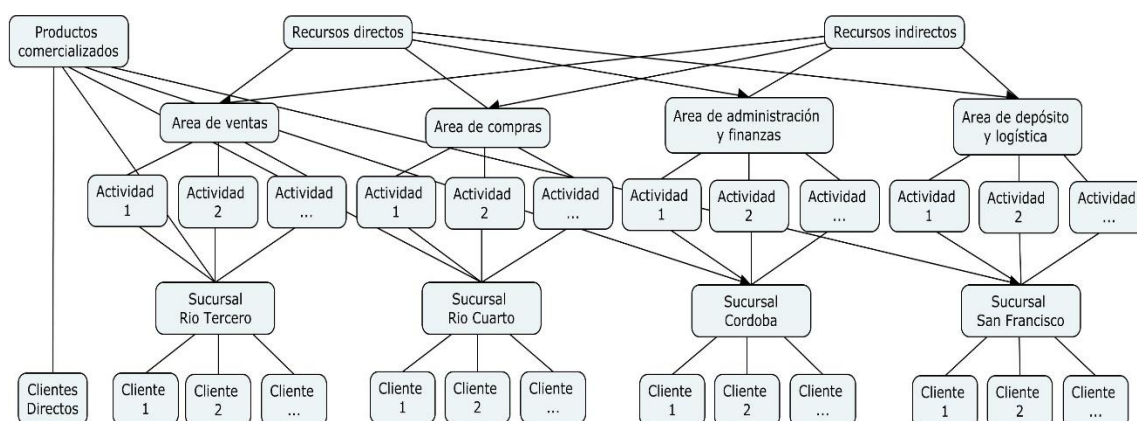 Productos
comercializados
Recursos directos
Recursos indirectos
Area de ventas
Area de compras
Area de administración
y finanzas
Area de depósito
y logística
Actividad
1
Actividad
2
Actividad
...
Actividad
1
Actividad
2
Actividad
...
Actividad
1
Actividad
2
Actividad
...
Actividad
1
Actividad
2
Actividad
...
Sucursal
Rio Tercero
Sucursal
Rio Cuarto
Sucursal
Cordoba
Sucursal
San Francisco
Clientes
Directos
Cliente
1
Cliente
2
Cliente
...
Cliente
1
Cliente
2
Cliente
...
Cliente
1
Cliente
2
Cliente
...
Cliente
1
Cliente
2
Cliente
...